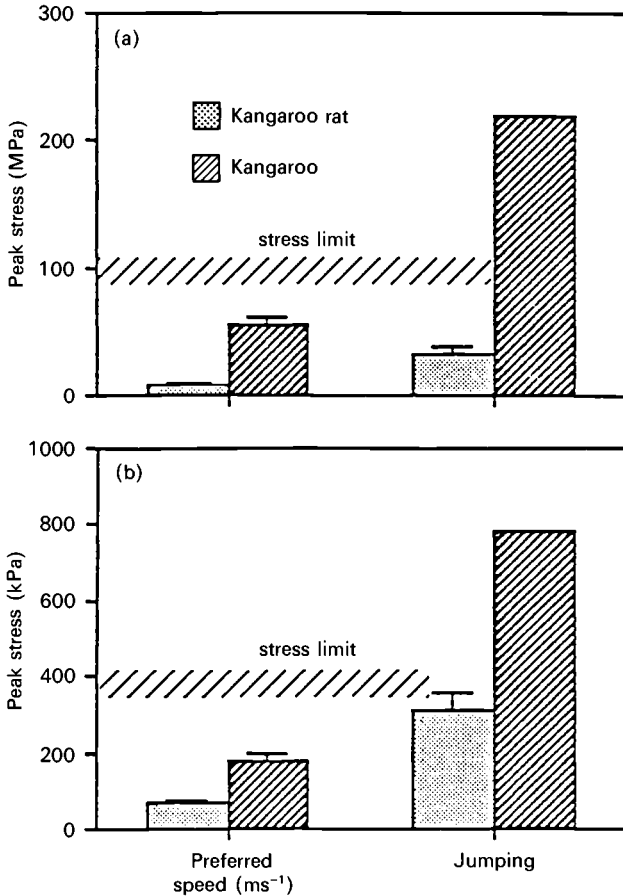 300
(a)
Kangaroo rat
Kangaroo
200
Peak stress (MPa)
stress limit
100
0
1000
(b)
800
600
Peak stress (kPa)
stress limit
400
200
0
Preferred
speed (ms⁻¹)
Jumping